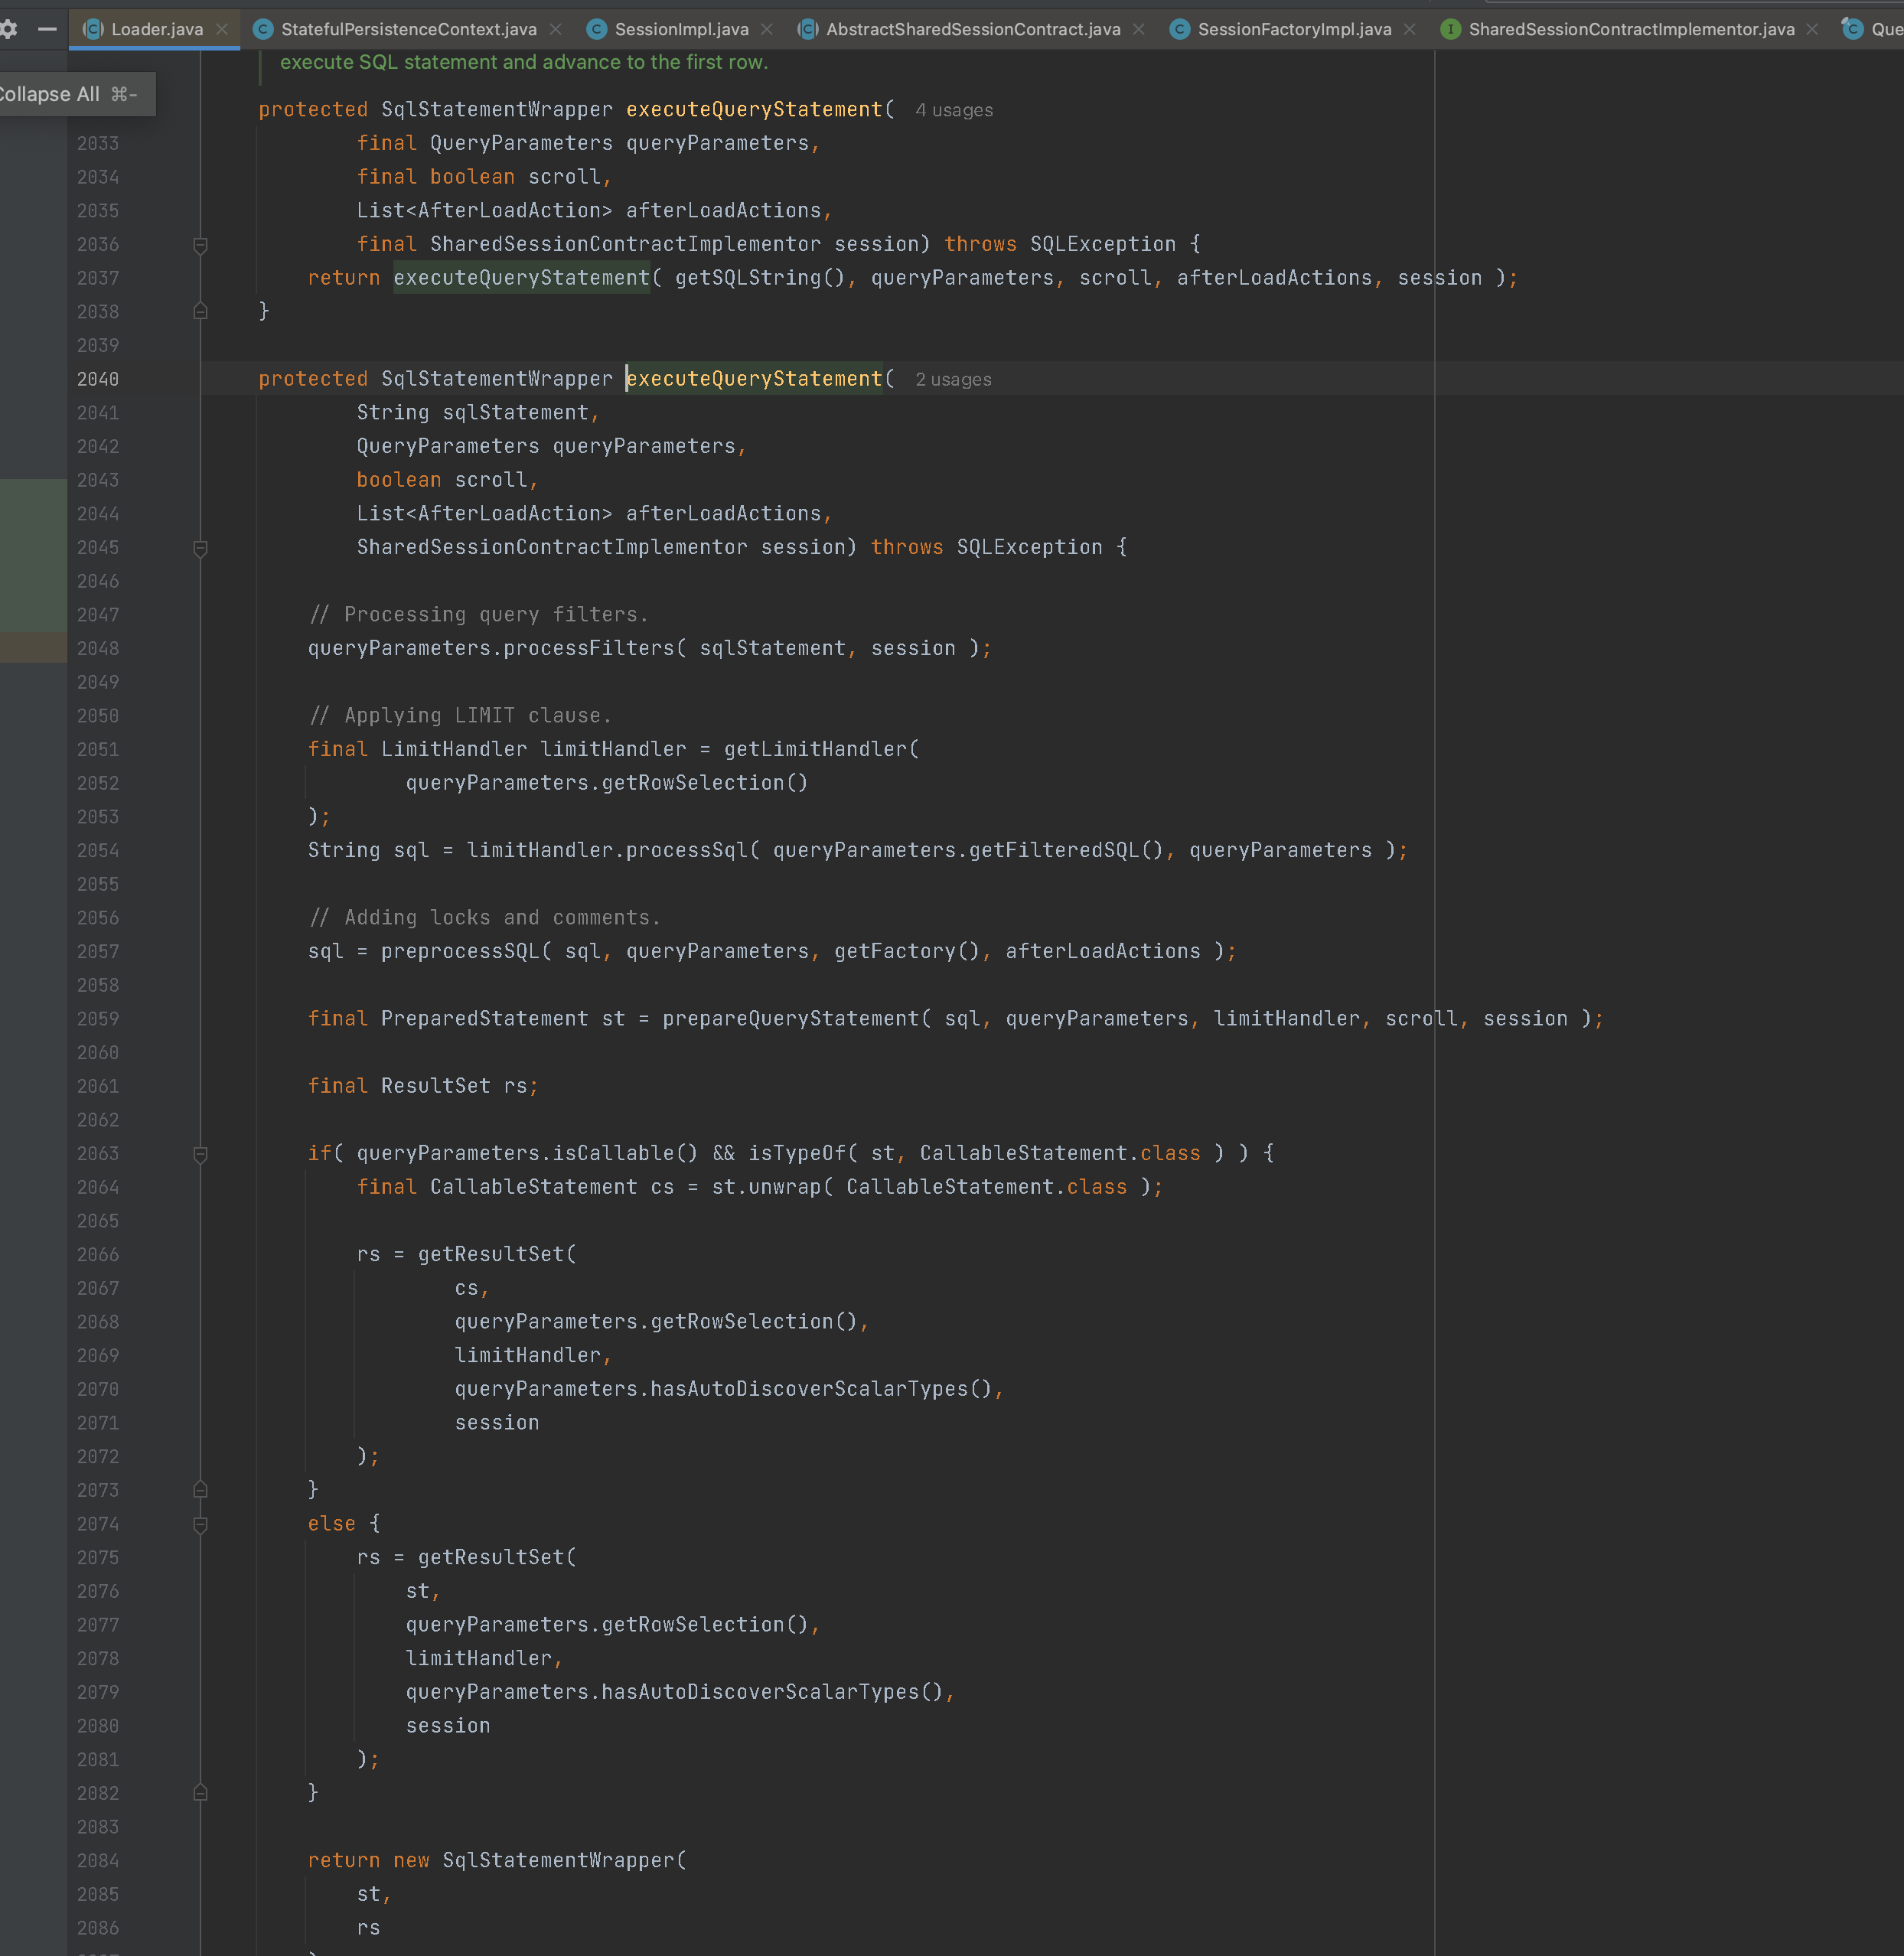 Loader.java StatefulPersistenceContext.java SessionImpl.java AbstractSharedSessionContract.java SessionFactoryImpl.java SharedSessionContractImplementor.java Que
execute SQL statement and advance to the first row.
Collapse All ⌘-
protected SqlStatementWrapper executeQueryStatement( 4 usages
2033 final QueryParameters queryParameters,
2034 final boolean scroll,
2035 List<AfterLoadAction> afterLoadActions,
2036 final SharedSessionContractImplementor session) throws SQLException {
2037 return executeQueryStatement( getSQLString(), queryParameters, scroll, afterLoadActions, session );
2038 }
2039
2040 protected SqlStatementWrapper executeQueryStatement( 2 usages
2041 String sqlStatement,
2042 QueryParameters queryParameters,
2043 boolean scroll,
2044 List<AfterLoadAction> afterLoadActions,
2045 SharedSessionContractImplementor session) throws SQLException {
2046
2047 // Processing query filters.
2048 queryParameters.processFilters( sqlStatement, session );
2049
2050 // Applying LIMIT clause.
2051 final LimitHandler limitHandler = getLimitHandler(
2052 queryParameters.getRowSelection()
2053 );
2054 String sql = limitHandler.processSql( queryParameters.getFilteredSQL(), queryParameters );
2055
2056 // Adding locks and comments.
2057 sql = preprocessSQL( sql, queryParameters, getFactory(), afterLoadActions );
2058
2059 final PreparedStatement st = prepareQueryStatement( sql, queryParameters, limitHandler, scroll, session );
2060
2061 final ResultSet rs;
2062
2063 if( queryParameters.isCallable() && isTypeOf( st, CallableStatement.class ) ) {
2064 final CallableStatement cs = st.unwrap( CallableStatement.class );
2065
2066 rs = getResultSet(
2067 cs,
2068 queryParameters.getRowSelection(),
2069 limitHandler,
2070 queryParameters.hasAutoDiscoverScalarTypes(),
2071 session
2072 );
2073 }
2074 else {
2075 rs = getResultSet(
2076 st,
2077 queryParameters.getRowSelection(),
2078 limitHandler,
2079 queryParameters.hasAutoDiscoverScalarTypes(),
2080 session
2081 );
2082 }
2083
2084 return new SqlStatementWrapper(
2085 st,
2086 rs